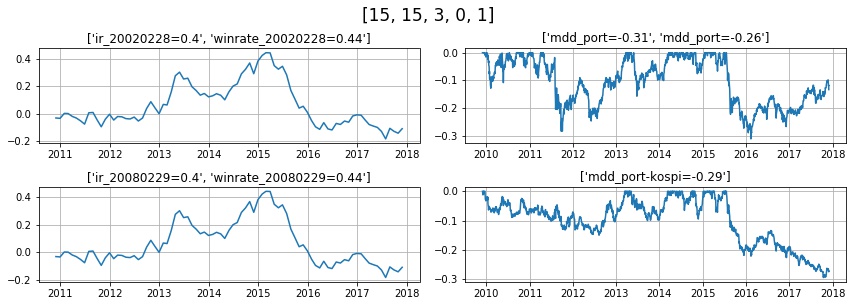 [15, 15, 3, 0, 1]
['ir_20020228=0.4', 'winrate_20020228=0.44']
0.4
0.2
0.0
−0.2
2011 2012 2013 2014 2015 2016 2017 2018
['mdd_port=-0.31', 'mdd_port=-0.26']
0.0
−0.1
−0.2
−0.3
2010 2011 2012 2013 2014 2015 2016 2017 2018
['ir_20080229=0.4', 'winrate_20080229=0.44']
0.4
0.2
0.0
−0.2
2011 2012 2013 2014 2015 2016 2017 2018
['mdd_port-kospi=-0.29']
0.0
−0.1
−0.2
−0.3
2010 2011 2012 2013 2014 2015 2016 2017 2018